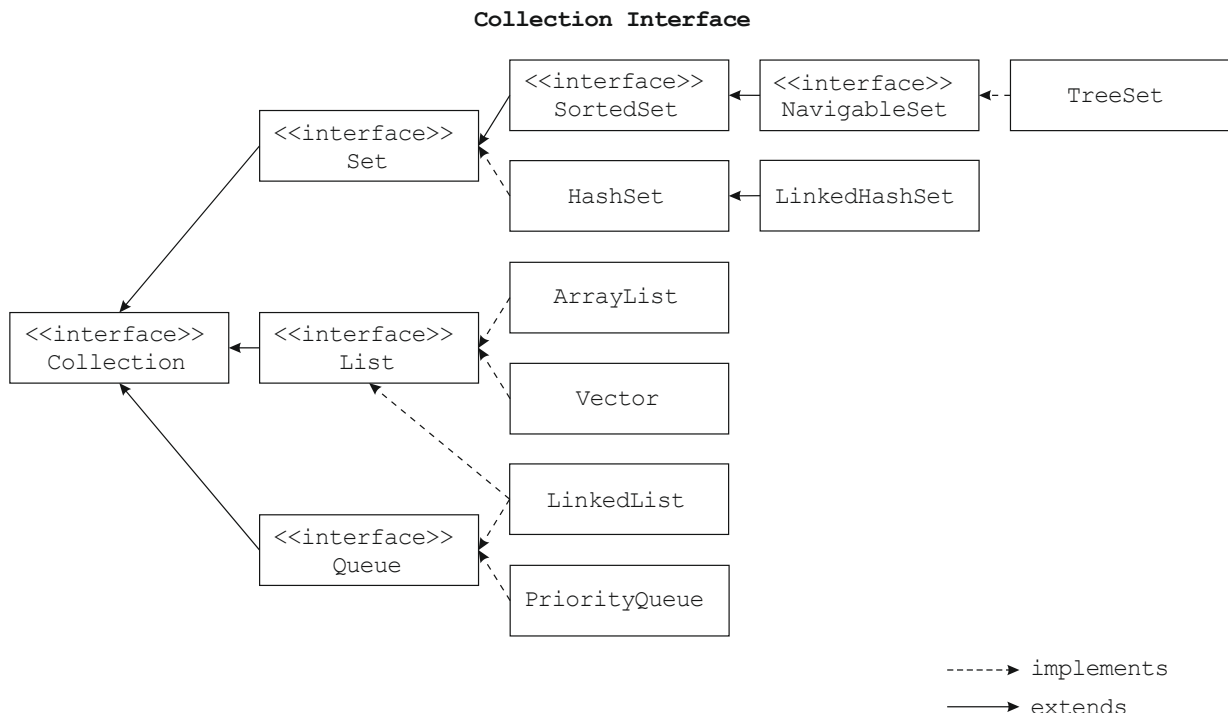 Collection Interface
<<interface>>
SortedSet
<<interface>>
NavigableSet
TreeSet
<<interface>>
Set
HashSet
LinkedHashSet
ArrayList
<<interface>>
Collection
<<interface>>
List
Vector
LinkedList
<<interface>>
Queue
PriorityQueue
implements
extends